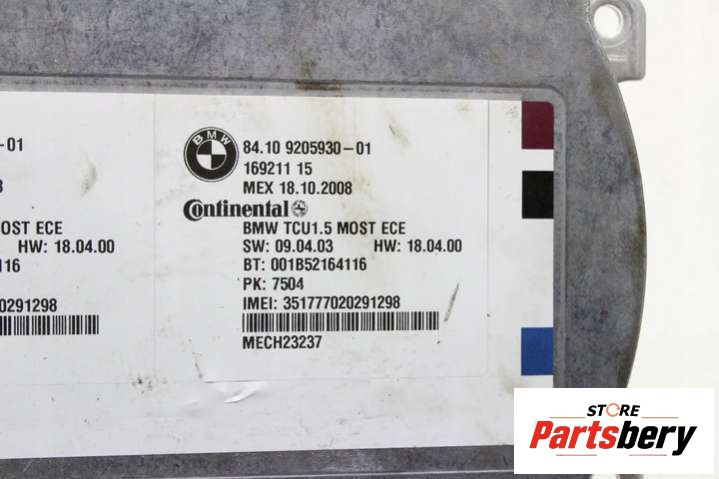 -01
8
MOST ECE
HW: 18.04.00
116
0291298
BMW
84.10 9205930-01
169211 15
MEX 18.10.2008
Continental
BMW TCU1.5 MOST ECE
SW: 09.04.03 HW: 18.04.00
BT: 001B52164116
PK: 7504
IMEI: 351777020291298
MECH23237
STORE
Partsbery